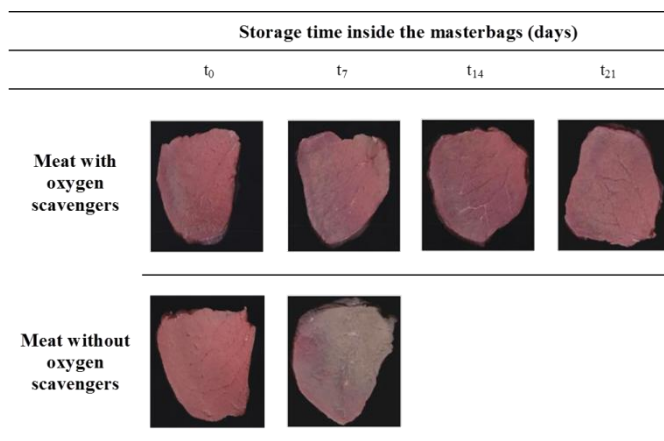 Storage time inside the masterbags (days)
t₀ t₇ t₁₄ t₂₁
Meat with
oxygen
scavengers
Meat without
oxygen
scavengers